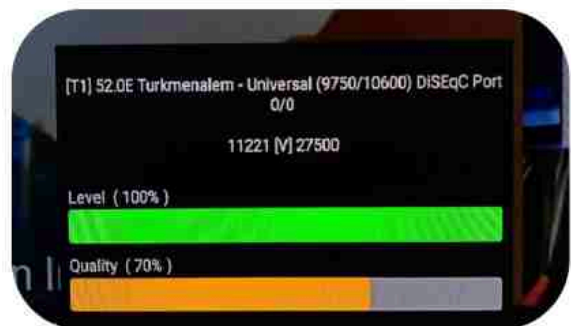 [T1] 52.0E Turkmenalem - Universal (9750/10600) DiSEqC Port
0/0
11221 [V] 27500
Level ( 100% )
Quality ( 70% )